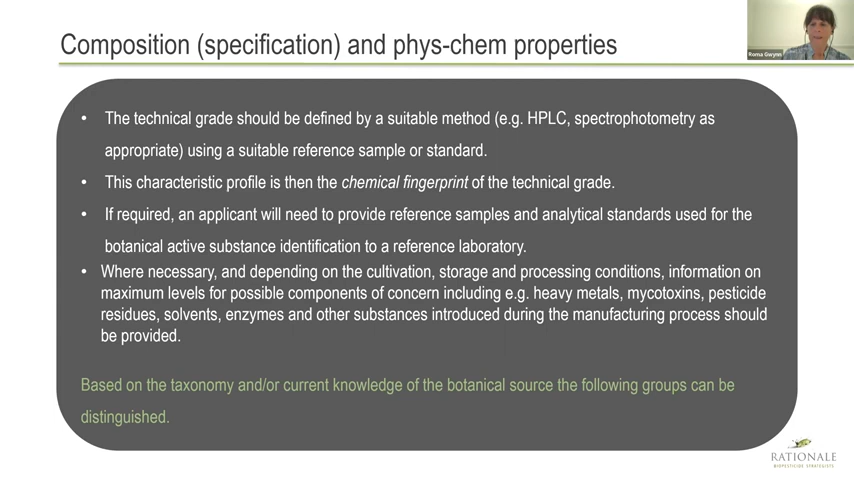 Composition (specification) and phys-chem properties
Roma Gwynn
• The technical grade should be defined by a suitable method (e.g. HPLC, spectrophotometry as
appropriate) using a suitable reference sample or standard.
• This characteristic profile is then the chemical fingerprint of the technical grade.
• If required, an applicant will need to provide reference samples and analytical standards used for the
botanical active substance identification to a reference laboratory.
• Where necessary, and depending on the cultivation, storage and processing conditions, information on
maximum levels for possible components of concern including e.g. heavy metals, mycotoxins, pesticide
residues, solvents, enzymes and other substances introduced during the manufacturing process should
be provided.
Based on the taxonomy and/or current knowledge of the botanical source the following groups can be
distinguished.
RATIONALE
BIOPESTICIDE STRATEGISTS